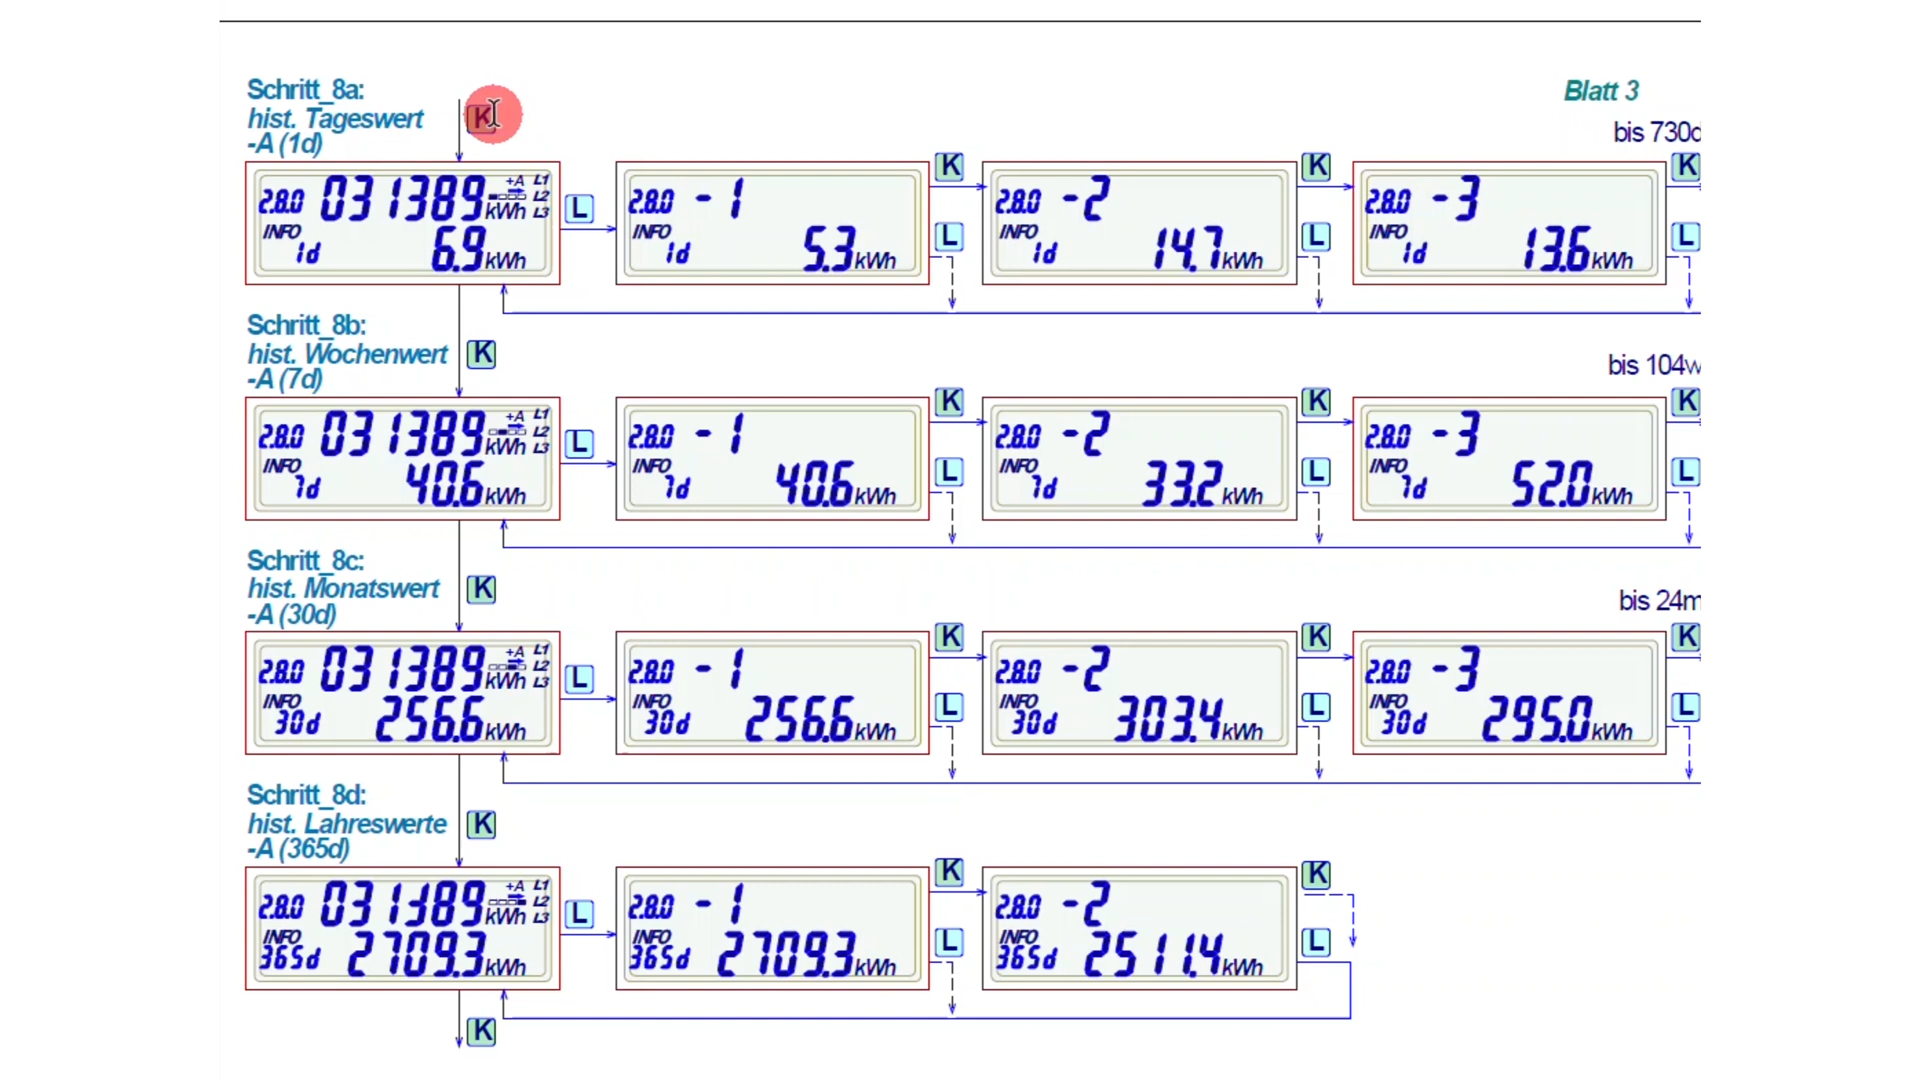 Schritt_8a:
hist. Tageswert
-A (1d)
K
Blatt 3
bis 730d
2.8.0 031389 kWh +A L1 L2 L3
INFO
1d 6.9 kWh
L
2.8.0 -1
INFO
1d 5.3 kWh
K
L
2.8.0 -2
INFO
1d 14.7 kWh
K
L
2.8.0 -3
INFO
1d 13.6 kWh
K
L
Schritt_8b:
hist. Wochenwert
-A (7d)
K
bis 104w
2.8.0 031389 kWh +A L1 L2 L3
INFO
7d 40.6 kWh
L
2.8.0 -1
INFO
7d 40.6 kWh
K
L
2.8.0 -2
INFO
7d 33.2 kWh
K
L
2.8.0 -3
INFO
7d 52.0 kWh
K
L
Schritt_8c:
hist. Monatswert
-A (30d)
K
bis 24m
2.8.0 031389 kWh +A L1 L2 L3
INFO
30d 256.6 kWh
L
2.8.0 -1
INFO
30d 256.6 kWh
K
L
2.8.0 -2
INFO
30d 303.4 kWh
K
L
2.8.0 -3
INFO
30d 295.0 kWh
K
L
Schritt_8d:
hist. Lahreswerte
-A (365d)
K
2.8.0 031389 kWh +A L1 L2 L3
INFO
365d 2709.3 kWh
L
2.8.0 -1
INFO
365d 2709.3 kWh
K
L
2.8.0 -2
INFO
365d 2511.4 kWh
K
L
K